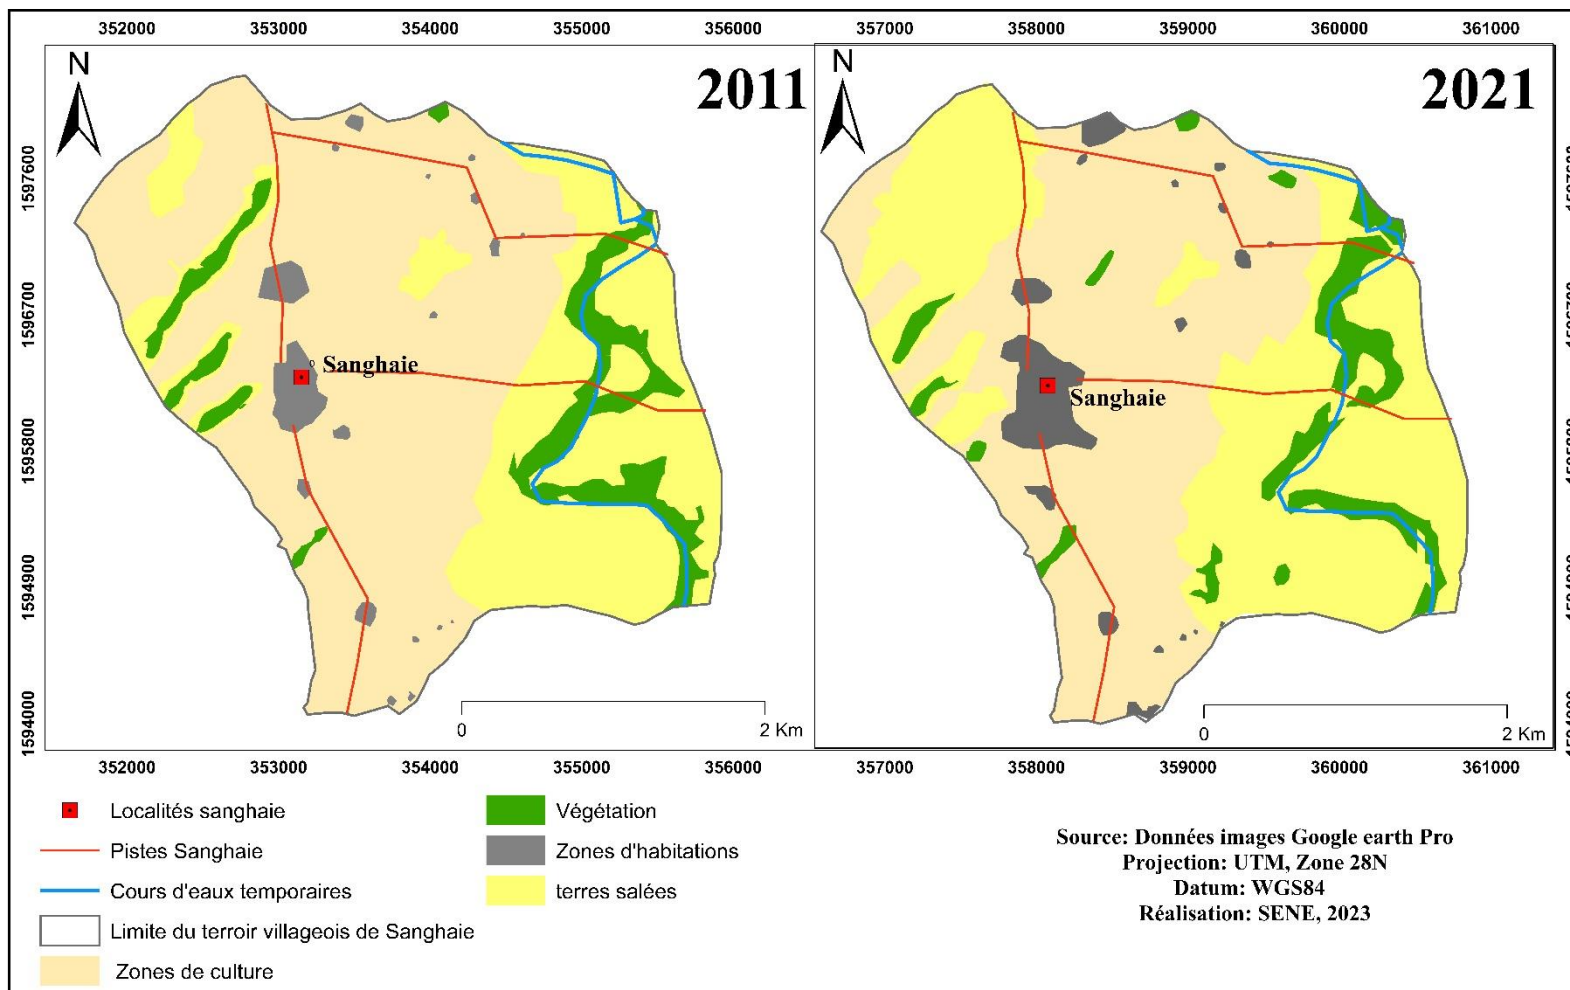 352000 353000 354000 355000 356000 357000 358000 359000 360000 361000
N 2011 N 2021
1597600
1596700
1595800
1594900
1594000
Sanghaie
Sanghaie
0 2 Km
0 2 Km
352000 353000 354000 355000 356000 357000 358000 359000 360000 361000
Localités sanghaie
Pistes Sanghaie
Cours d'eaux temporaires
Limite du terroir villageois de Sanghaie
Zones de culture
Végétation
Zones d'habitations
terres salées
Source: Données images Google earth Pro
Projection: UTM, Zone 28N
Datum: WGS84
Réalisation: SENE, 2023